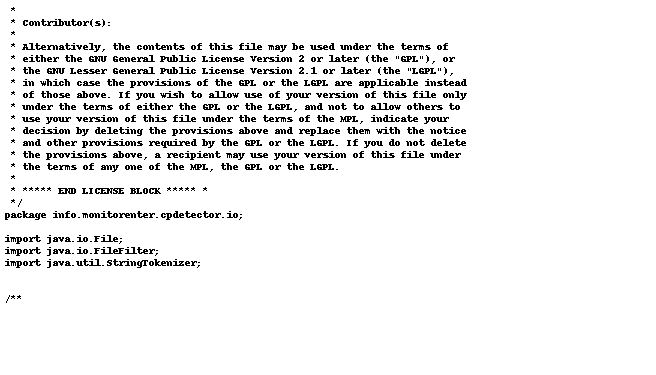 *
* Contributor(s):
*
* Alternatively, the contents of this file may be used under the terms of
* either the GNU General Public License Version 2 or later (the "GPL"), or
* the GNU Lesser General Public License Version 2.1 or later (the "LGPL"),
* in which case the provisions of the GPL or the LGPL are applicable instead
* of those above. If you wish to allow use of your version of this file only
* under the terms of either the GPL or the LGPL, and not to allow others to
* use your version of this file under the terms of the MPL, indicate your
* decision by deleting the provisions above and replace them with the notice
* and other provisions required by the GPL or the LGPL. If you do not delete
* the provisions above, a recipient may use your version of this file under
* the terms of any one of the MPL, the GPL or the LGPL.
*
* ***** END LICENSE BLOCK ***** *
*/
package info.monitorenter.cpdetector.io;
import java.io.File;
import java.io.FileFilter;
import java.util.StringTokenizer;
/**